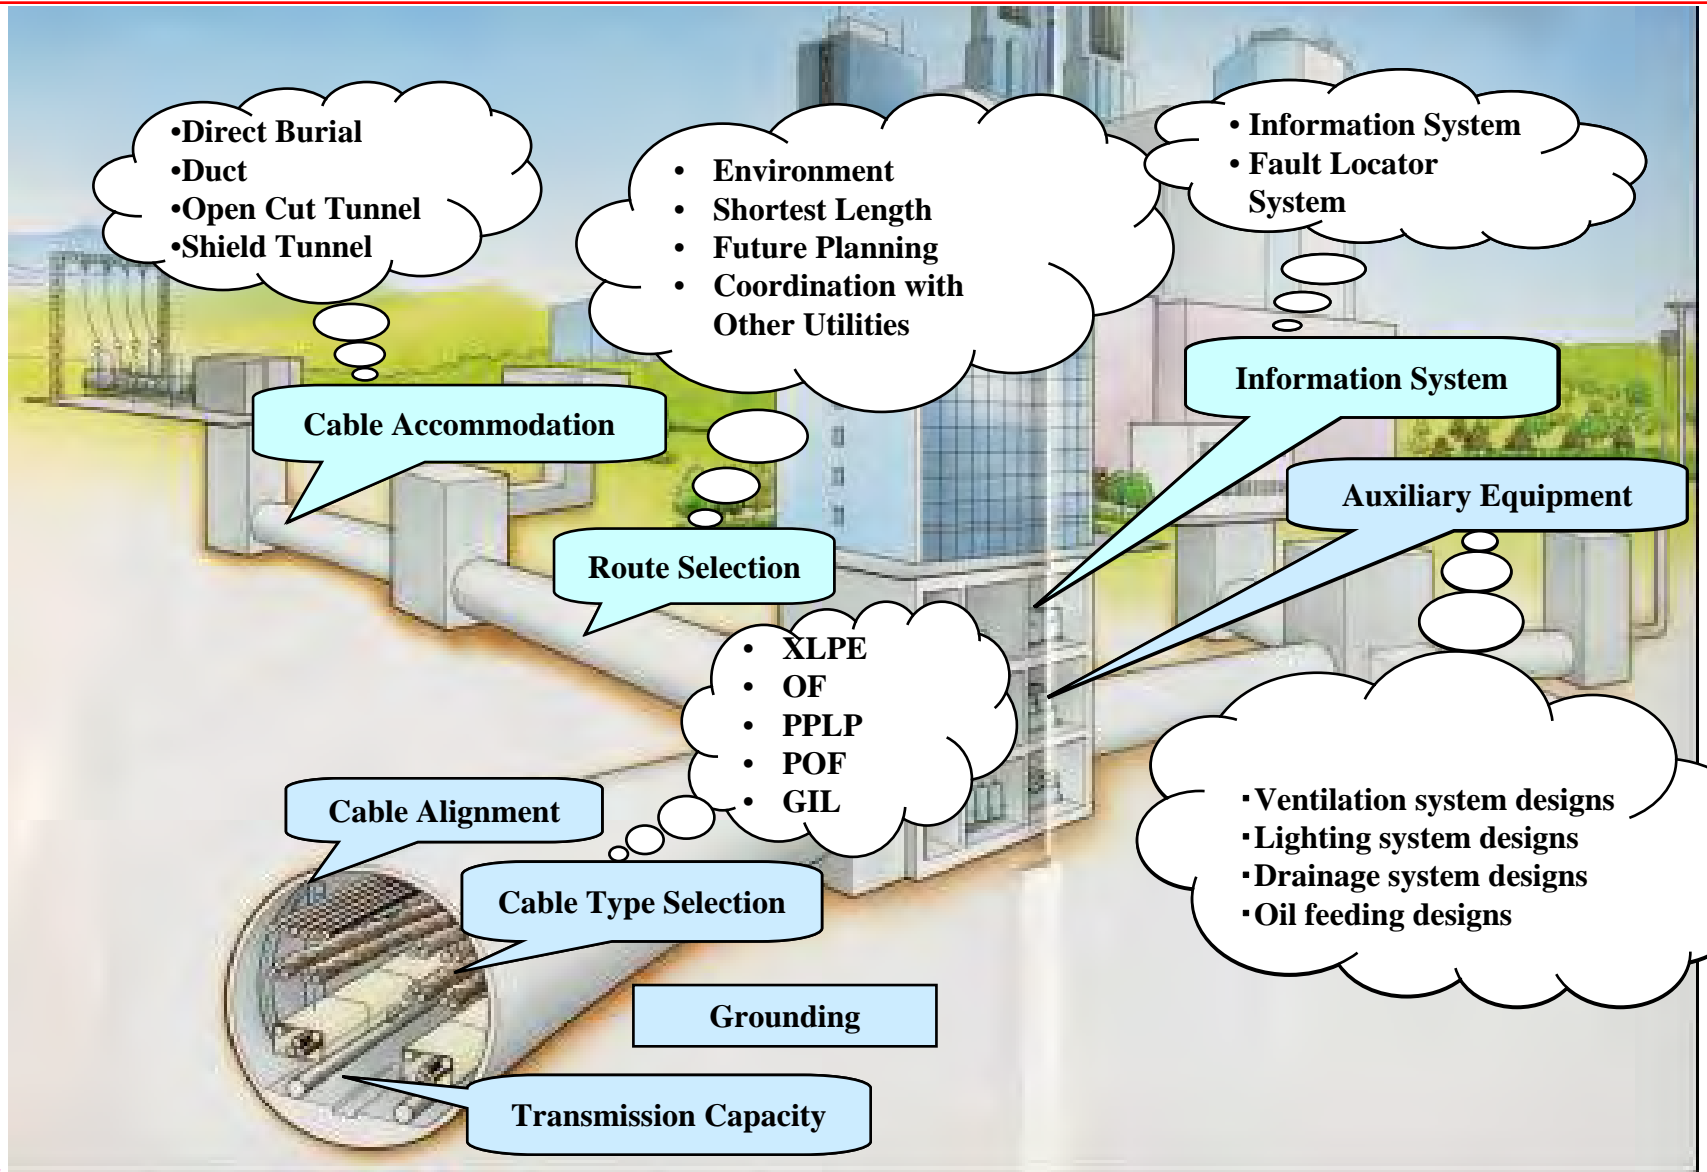 •Direct Burial
•Duct
•Open Cut Tunnel
•Shield Tunnel
• Environment
• Shortest Length
• Future Planning
• Coordination with
Other Utilities
• Information System
• Fault Locator
System
Information System
Cable Accommodation
Auxiliary Equipment
Route Selection
• XLPE
• OF
• PPLP
• POF
• GIL
▪Ventilation system designs
▪Lighting system designs
▪Drainage system designs
▪Oil feeding designs
Cable Alignment
Cable Type Selection
Grounding
Transmission Capacity